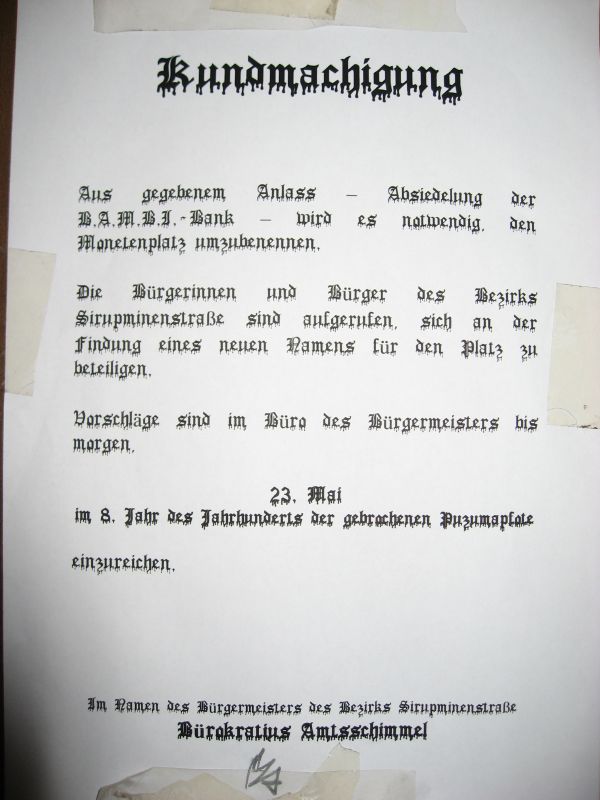 Kundmachigung
Aus gegebenem Anlass – Absiedelung der
B.A.M.B.I.-Bank – wird es notwendig, den
Monetenplatz umzubenennen.
Die Bürgerinnen und Bürger des Bezirks
Sirupminenstraße sind aufgerufen, sich an der
Findung eines neuen Namens für den Platz zu
beteiligen.
Vorschläge sind im Büro des Bürgermeisters bis
morgen,
23. Mai
im 8. Jahr des Jahrhunderts der gebrochenen Puzumapfote
einzureichen.
Im Namen des Bürgermeisters des Bezirks Sirupminenstraße
Bürokratius Amtsschimmel